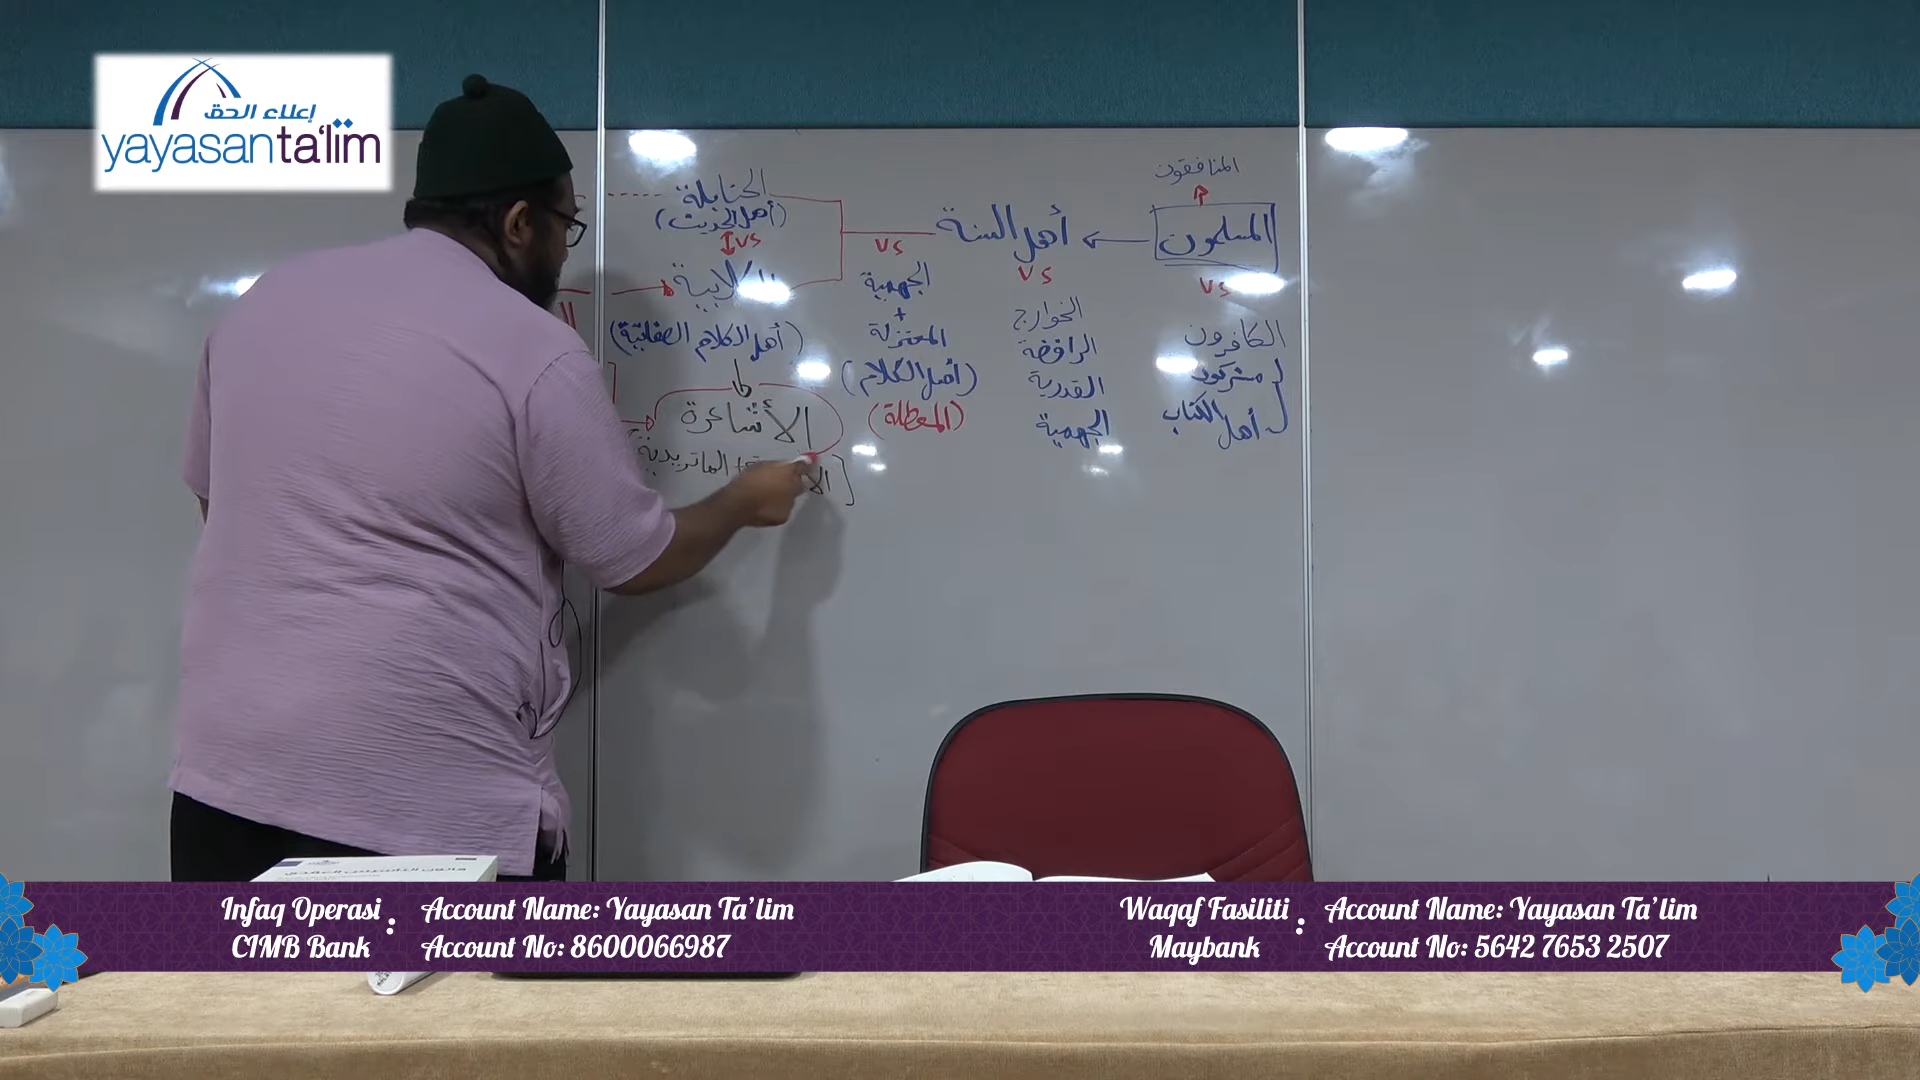 إعلاء الحق
yayasanta'lim
المنافقون
المسلمون
vs
الكافرون
مشركون
أهل الكتاب
أهل السنة
vs
الخوارج
الرافضة
القدرية
الجهمية
vs
الجهمية
+
المعتزلة
(أهل الكلام)
(المعطلة)
الحنابلة
(أهل الحديث)
vs
(أهل الكلام الصفاتية)
الأشاعرة
+ الماتريدية
Infaq Operasi : Account Name: Yayasan Ta'lim
CIMB Bank Account No: 8600066987
Waqaf Fasiliti : Account Name: Yayasan Ta'lim
Maybank Account No: 5642 7653 2507